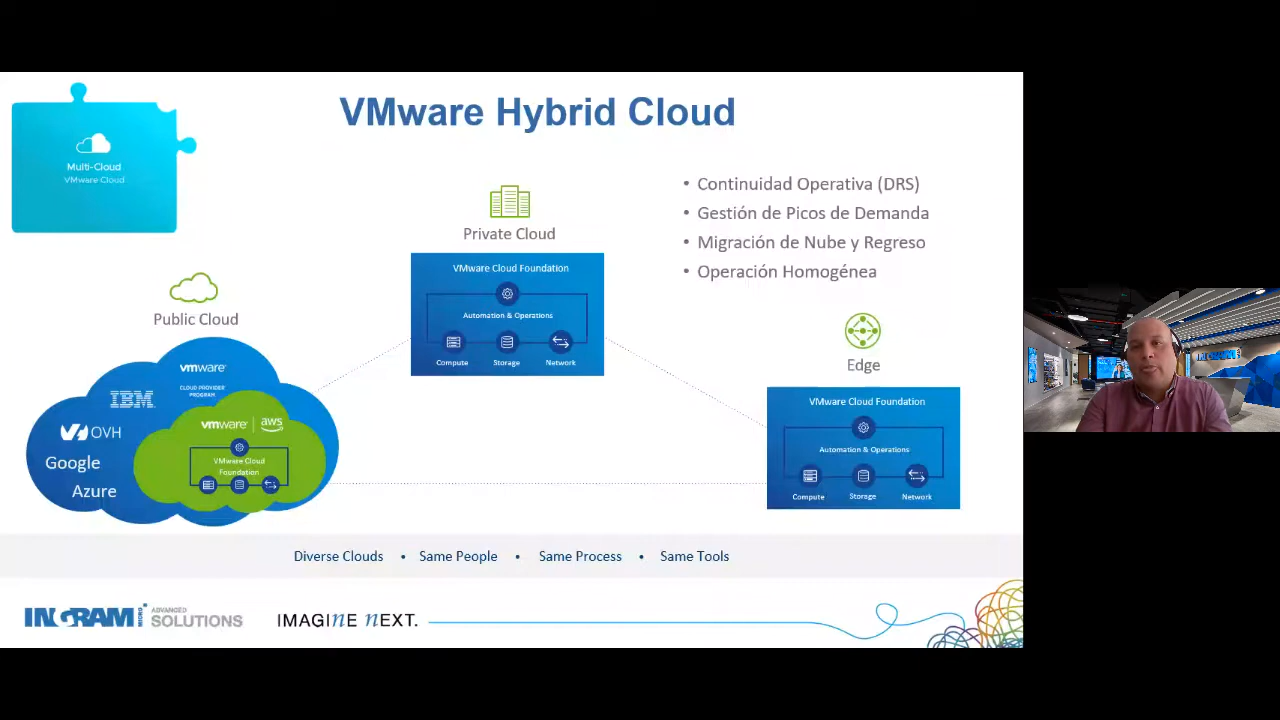 VMware Hybrid Cloud
Multi-Cloud
VMware Cloud
• Continuidad Operativa (DRS)
• Gestión de Picos de Demanda
• Migración de Nube y Regreso
• Operación Homogénea
Private Cloud
VMware Cloud Foundation
Automation & Operations
Compute
Storage
Network
Public Cloud
vmware
CLOUD PROVIDER
PROGRAM
IBM
OVH
Google
Azure
vmware | aws
VMware Cloud
Foundation
Edge
VMware Cloud Foundation
Automation & Operations
Compute
Storage
Network
INGRAM
Diverse Clouds • Same People • Same Process • Same Tools
INGRAM MICRO ADVANCED
SOLUTIONS
IMAGINE NEXT.